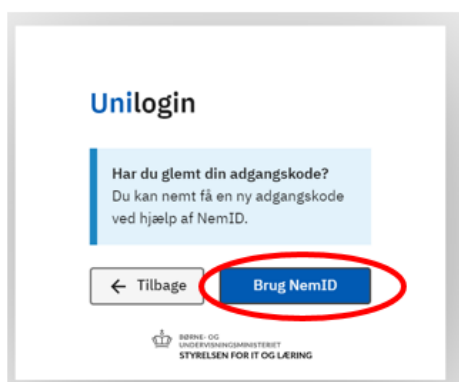 Unilogin
Har du glemt din adgangskode?
Du kan nemt få en ny adgangskode
ved hjælp af NemID.
← Tilbage
Brug NemID
BØRNE- OG
UNDERVISNINGSMINISTERIET
STYRELSEN FOR IT OG LÆRING